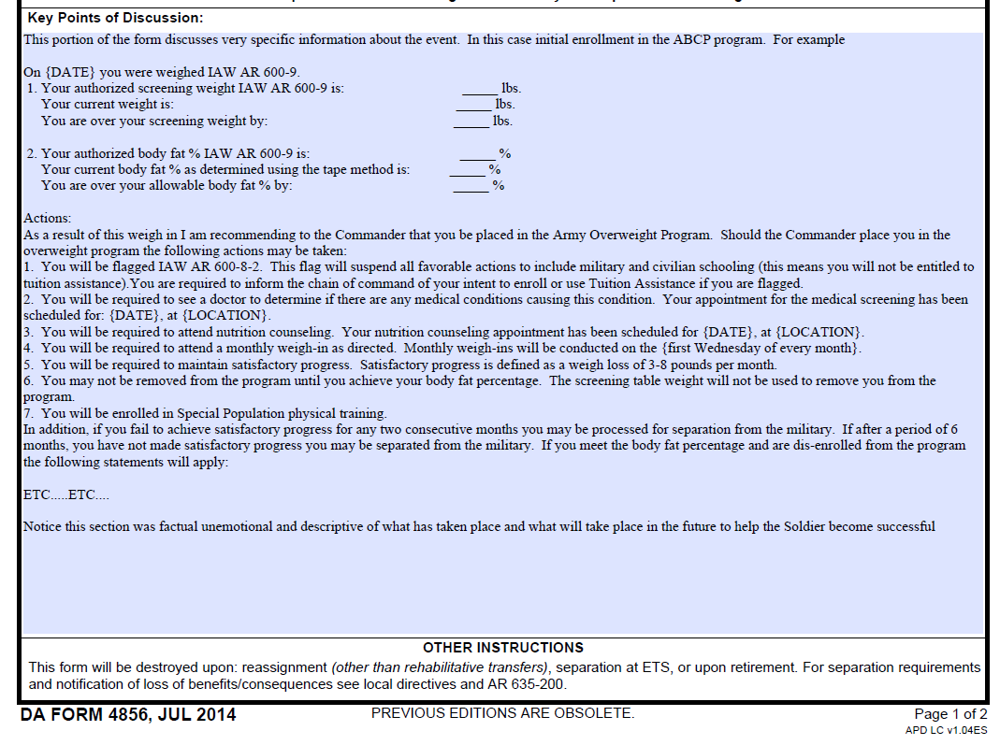 Key Points of Discussion:
This portion of the form discusses very specific information about the event. In this case initial enrollment in the ABCP program. For example
On {DATE} you were weighed IAW AR 600-9.
1. Your authorized screening weight IAW AR 600-9 is: _____ lbs.
Your current weight is: _____ lbs.
You are over your screening weight by: _____ lbs.
2. Your authorized body fat % IAW AR 600-9 is: _____ %
Your current body fat % as determined using the tape method is: _____ %
You are over your allowable body fat % by: _____ %
Actions:
As a result of this weigh in I am recommending to the Commander that you be placed in the Army Overweight Program. Should the Commander place you in the
overweight program the following actions may be taken:
1. You will be flagged IAW AR 600-8-2. This flag will suspend all favorable actions to include military and civilian schooling (this means you will not be entitled to
tuition assistance).You are required to inform the chain of command of your intent to enroll or use Tuition Assistance if you are flagged.
2. You will be required to see a doctor to determine if there are any medical conditions causing this condition. Your appointment for the medical screening has been
scheduled for: {DATE}, at {LOCATION}.
3. You will be required to attend nutrition counseling. Your nutrition counseling appointment has been scheduled for {DATE}, at {LOCATION}.
4. You will be required to attend a monthly weigh-in as directed. Monthly weigh-ins will be conducted on the {first Wednesday of every month}.
5. You will be required to maintain satisfactory progress. Satisfactory progress is defined as a weigh loss of 3-8 pounds per month.
6. You may not be removed from the program until you achieve your body fat percentage. The screening table weight will not be used to remove you from the
program.
7. You will be enrolled in Special Population physical training.
In addition, if you fail to achieve satisfactory progress for any two consecutive months you may be processed for separation from the military. If after a period of 6
months, you have not made satisfactory progress you may be separated from the military. If you meet the body fat percentage and are dis-enrolled from the program
the following statements will apply:
ETC.....ETC....
Notice this section was factual unemotional and descriptive of what has taken place and what will take place in the future to help the Soldier become successful
OTHER INSTRUCTIONS
This form will be destroyed upon: reassignment (other than rehabilitative transfers), separation at ETS, or upon retirement. For separation requirements
and notification of loss of benefits/consequences see local directives and AR 635-200.
DA FORM 4856, JUL 2014 PREVIOUS EDITIONS ARE OBSOLETE. Page 1 of 2
APD LC v1.04ES